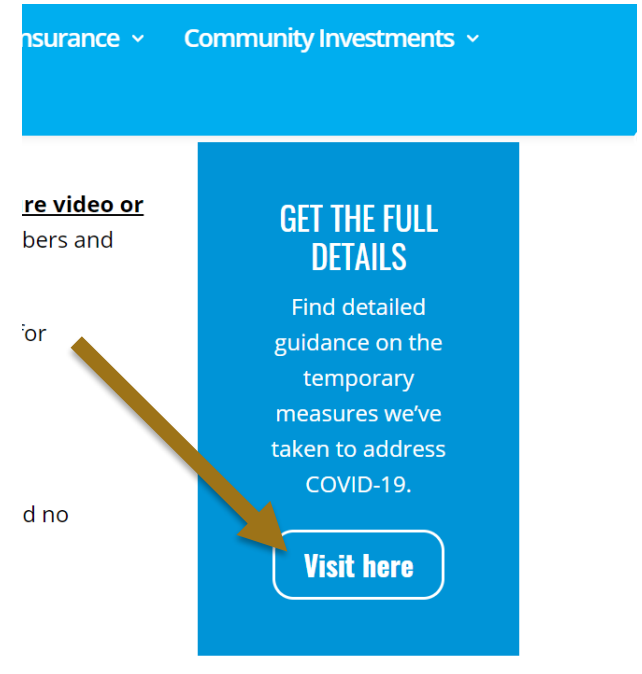 nsurance Community Investments
re video or
bers and
for
d no
GET THE FULL
DETAILS
Find detailed
guidance on the
temporary
measures we've
taken to address
COVID-19.
Visit here